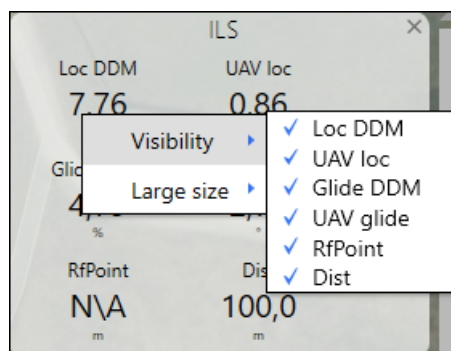 ILS
Loc DDM UAV loc
7,76 0,86
Visibility
Large size
Loc DDM
UAV loc
Glide DDM
UAV glide
RfPoint
Dist
%
°
RfPoint
N\A 100,0
m m